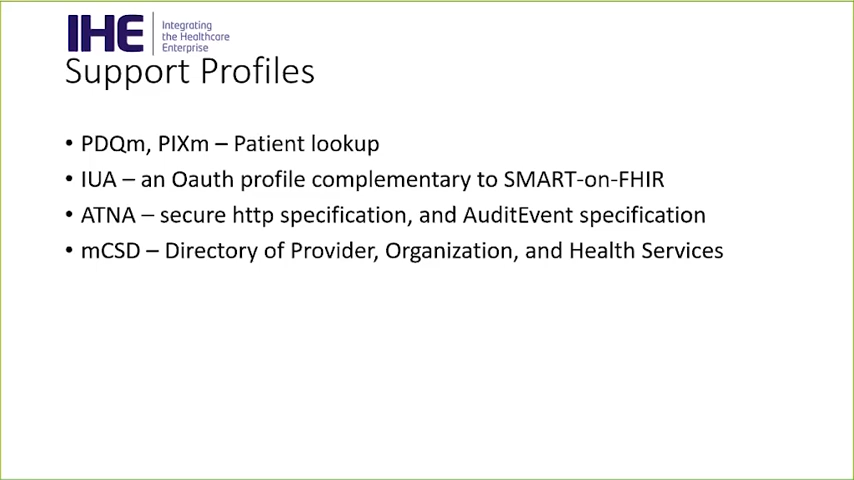 IHE
Integrating
the Healthcare
Enterprise
Support Profiles
• PDQm, PIXm – Patient lookup
• IUA – an Oauth profile complementary to SMART-on-FHIR
• ATNA – secure http specification, and AuditEvent specification
• mCSD – Directory of Provider, Organization, and Health Services